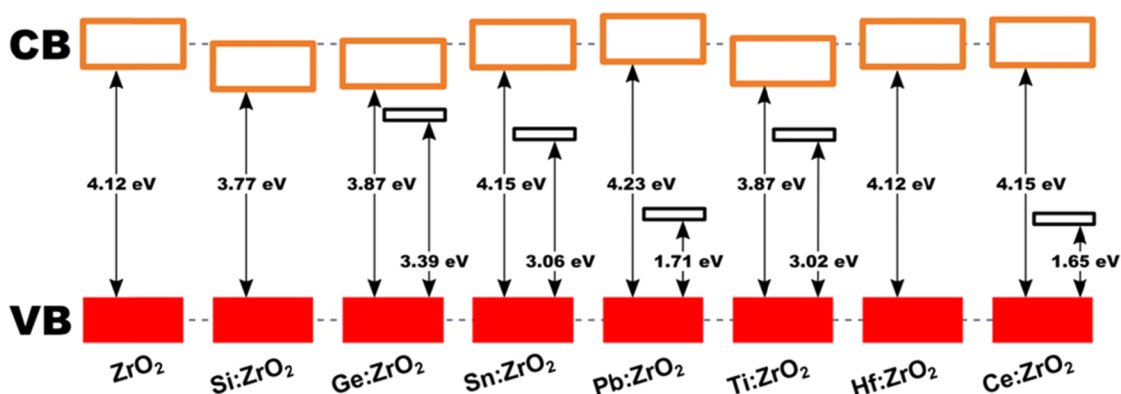 CB
4.12 eV 3.77 eV 3.87 eV 4.15 eV 4.23 eV 3.87 eV 4.12 eV 4.15 eV
3.39 eV 3.06 eV 1.71 eV 3.02 eV 1.65 eV
VB
ZrO₂ Si:ZrO₂ Ge:ZrO₂ Sn:ZrO₂ Pb:ZrO₂ Ti:ZrO₂ Hf:ZrO₂ Ce:ZrO₂